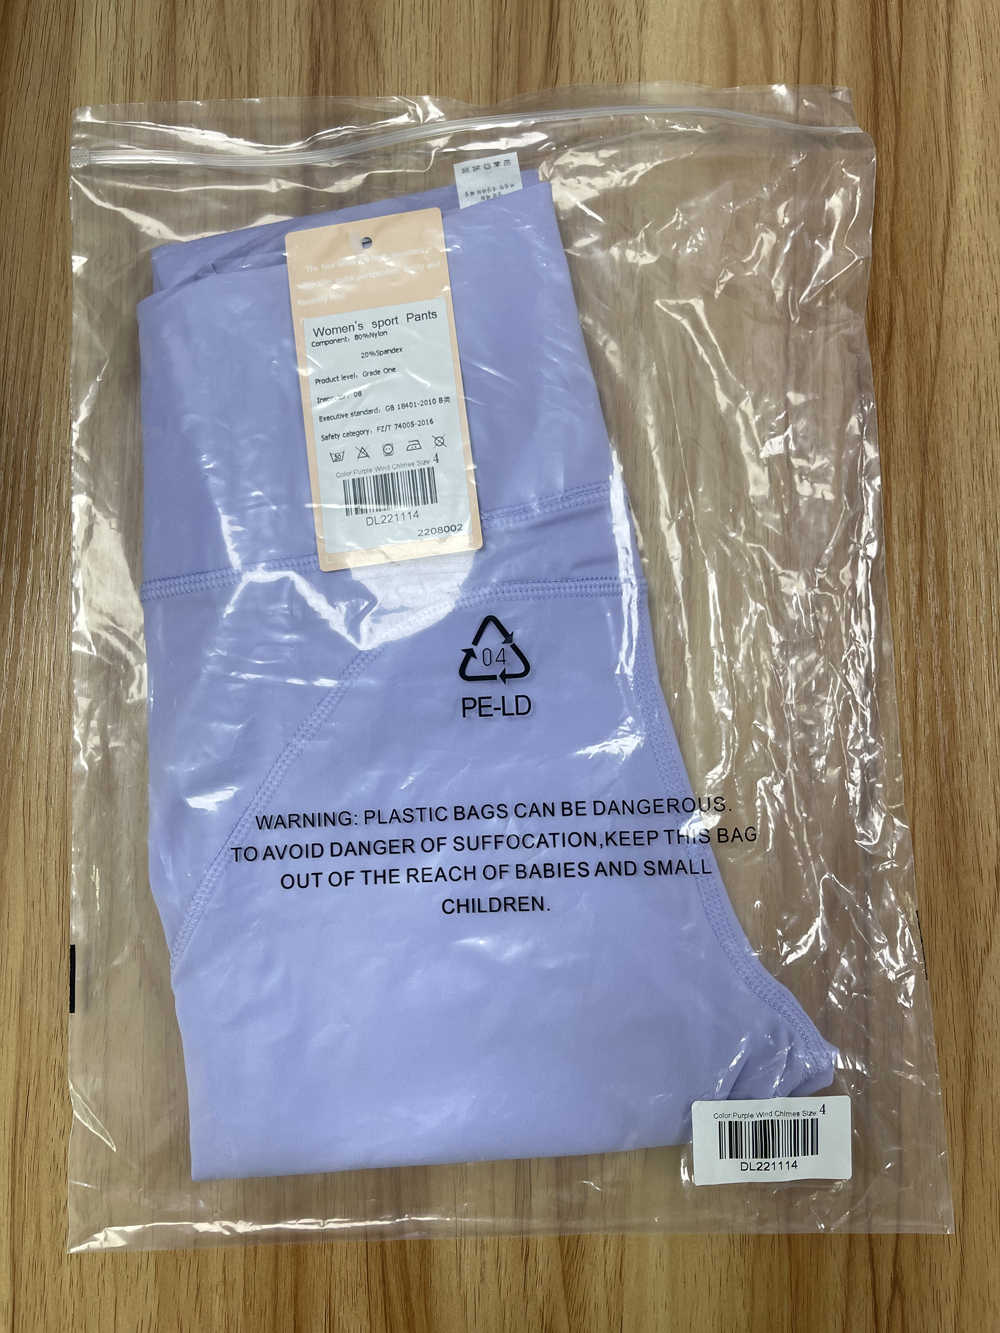 Women's sport Pants
Component: 80%Nylon
20%Spandex
Product level: Grade One
08
Executive standard: GB 18401-2010 B类
Safety category: FZ/T 74005-2016
Color:Purple Wind Chimes Size: 4
DL221114
2208002
04
PE-LD
WARNING: PLASTIC BAGS CAN BE DANGEROUS.
TO AVOID DANGER OF SUFFOCATION,KEEP THIS BAG
OUT OF THE REACH OF BABIES AND SMALL
CHILDREN.
Color:Purple Wind Chimes Size: 4
DL221114